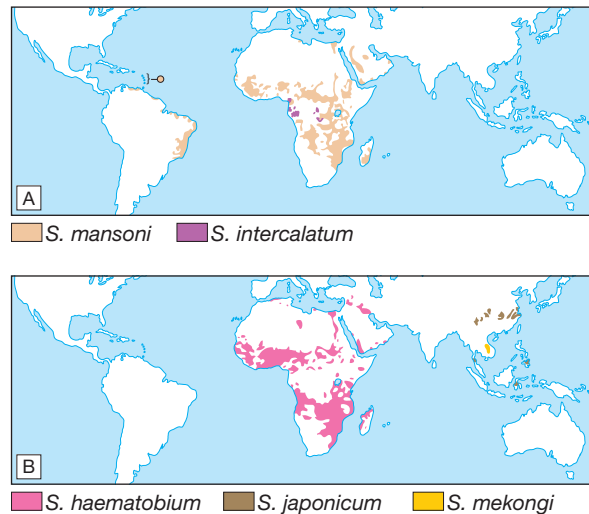 A
S. mansoni S. intercalatum
B
S. haematobium S. japonicum S. mekongi